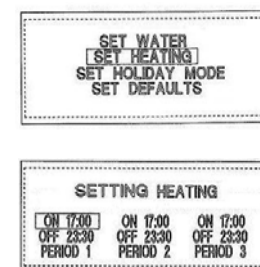 SET WATER
SET HEATING
SET HOLIDAY MODE
SET DEFAULTS
SETTING HEATING
ON 17:00 ON 17:00 ON 17:00
OFF 23:30 OFF 23:30 OFF 23:30
PERIOD 1 PERIOD 2 PERIOD 3